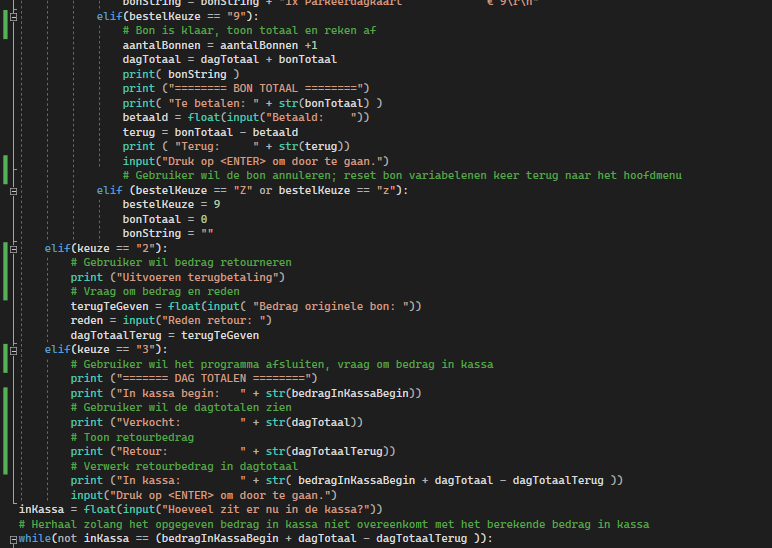 bonString = bonString + "1x Parkeerdagkaart             € 9\r\n"
elif(bestelKeuze == "9"):
# Bon is klaar, toon totaal en reken af
aantalBonnen = aantalBonnen +1
dagTotaal = dagTotaal + bonTotaal
print( bonString )
print ("======== BON TOTAAL ========")
print( "Te betalen: " + str(bonTotaal) )
betaald = float(input("Betaald:    "))
terug = bonTotaal - betaald
print ( "Terug:     " + str(terug))
input("Druk op <ENTER> om door te gaan.")
# Gebruiker wil de bon annuleren; reset bon variabelenen keer terug naar het hoofdmenu
elif (bestelKeuze == "Z" or bestelKeuze == "z"):
bestelKeuze = 9
bonTotaal = 0
bonString = ""
elif(keuze == "2"):
# Gebruiker wil bedrag retourneren
print ("Uitvoeren terugbetaling")
# Vraag om bedrag en reden
terugTeGeven = float(input( "Bedrag originele bon: "))
reden = input("Reden retour: ")
dagTotaalTerug = terugTeGeven
elif(keuze == "3"):
# Gebruiker wil het programma afsluiten, vraag om bedrag in kassa
print ("======= DAG TOTALEN ========")
print ("In kassa begin:   " + str(bedragInKassaBegin))
# Gebruiker wil de dagtotalen zien
print ("Verkocht:         " + str(dagTotaal))
# Toon retourbedrag
print ("Retour:           " + str(dagTotaalTerug))
# Verwerk retourbedrag in dagtotaal
print ("In kassa:         " + str( bedragInKassaBegin + dagTotaal - dagTotaalTerug ))
input("Druk op <ENTER> om door te gaan.")
inKassa = float(input("Hoeveel zit er nu in de kassa?"))
# Herhaal zolang het opgegeven bedrag in kassa niet overeenkomt met het berekende bedrag in kassa
while(not inKassa == (bedragInKassaBegin + dagTotaal - dagTotaalTerug )):